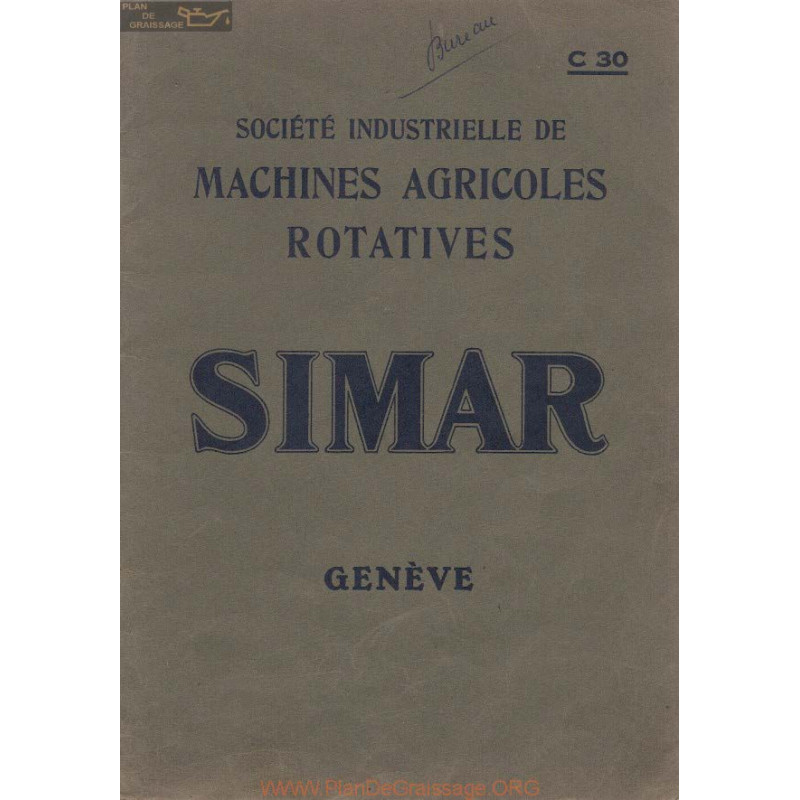 PLAN
DE
GRAISSAGE
Bureau
C 30
SOCIÉTÉ INDUSTRIELLE DE
MACHINES AGRICOLES
ROTATIVES
SIMAR
GENÈVE
WWW.PLANDEGRAISSAGE.ORG